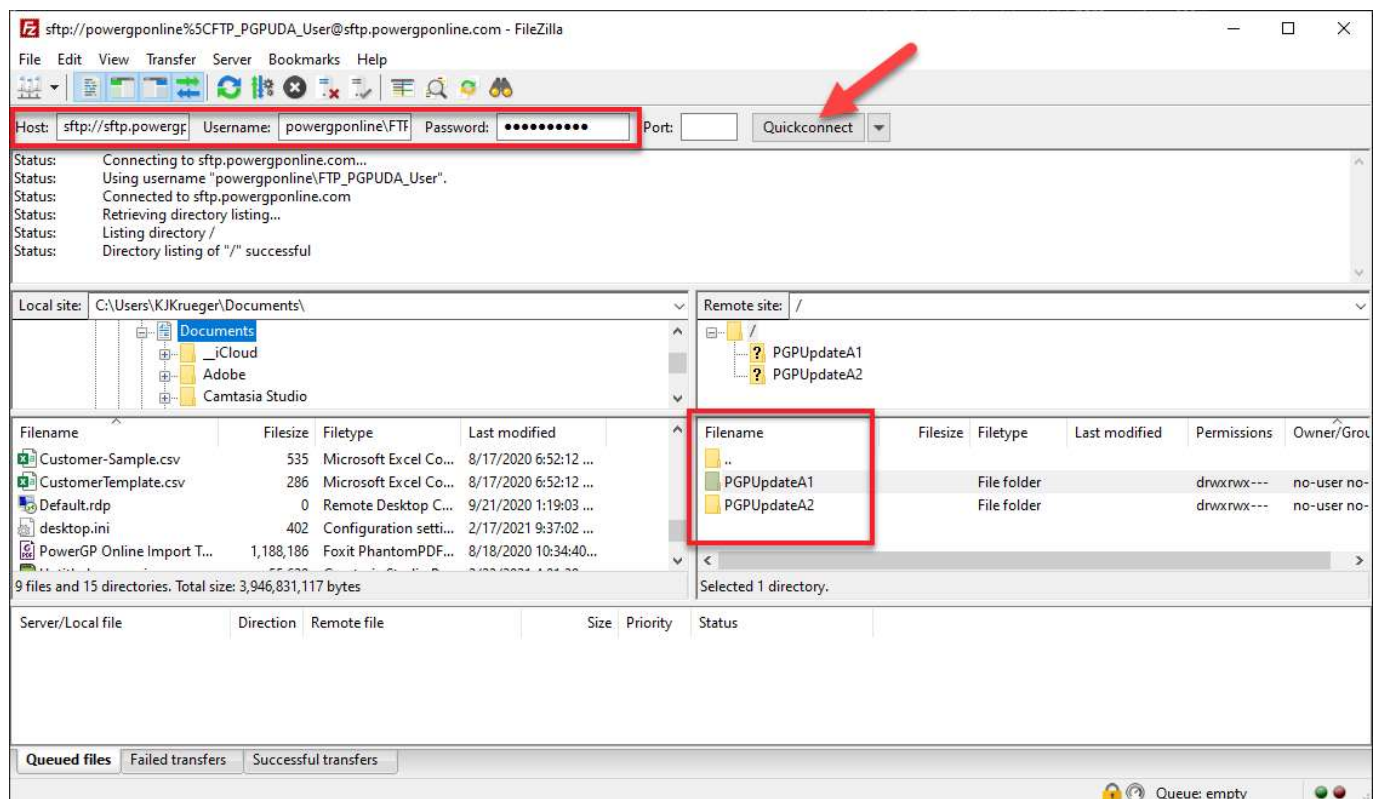 sftp://powergponline%5CFTP_PGPUDA_User@sftp.powergponline.com - FileZilla
File Edit View Transfer Server Bookmarks Help
Host: sftp://sftp.powergp Username: powergponline\FTF Password: •••••••••• Port: Quickconnect
Status: Connecting to sftp.powergponline.com...
Status: Using username "powergponline\FTP_PGPUDA_User".
Status: Connected to sftp.powergponline.com
Status: Retrieving directory listing...
Status: Listing directory /
Status: Directory listing of "/" successful
Local site: C:\Users\KJKrueger\Documents\
Documents
__iCloud
Adobe
Camtasia Studio
Remote site: /
/
? PGPUpdateA1
? PGPUpdateA2
Filename Filesize Filetype Last modified
Customer-Sample.csv 535 Microsoft Excel Co... 8/17/2020 6:52:12 ...
CustomerTemplate.csv 286 Microsoft Excel Co... 8/17/2020 6:52:12 ...
Default.rdp 0 Remote Desktop C... 9/21/2020 1:19:03 ...
desktop.ini 402 Configuration setti... 2/17/2021 9:37:02 ...
PowerGP Online Import T... 1,188,186 Foxit PhantomPDF... 8/18/2020 10:34:40...
9 files and 15 directories. Total size: 3,946,831,117 bytes
Filename Filesize Filetype Last modified Permissions Owner/Grou
..
PGPUpdateA1 File folder drwxrwx--- no-user no-
PGPUpdateA2 File folder drwxrwx--- no-user no-
Selected 1 directory.
Server/Local file Direction Remote file Size Priority Status
Queued files Failed transfers Successful transfers
Queue: empty